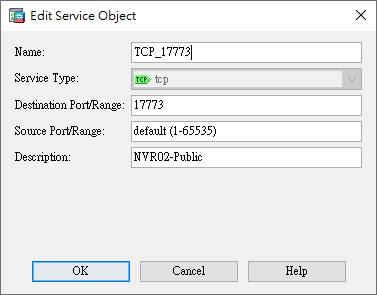 Edit Service Object
Name: TCP_17773
Service Type: TCP tcp
Destination Port/Range: 17773
Source Port/Range: default (1-65535)
Description: NVR02-Public
OK Cancel Help